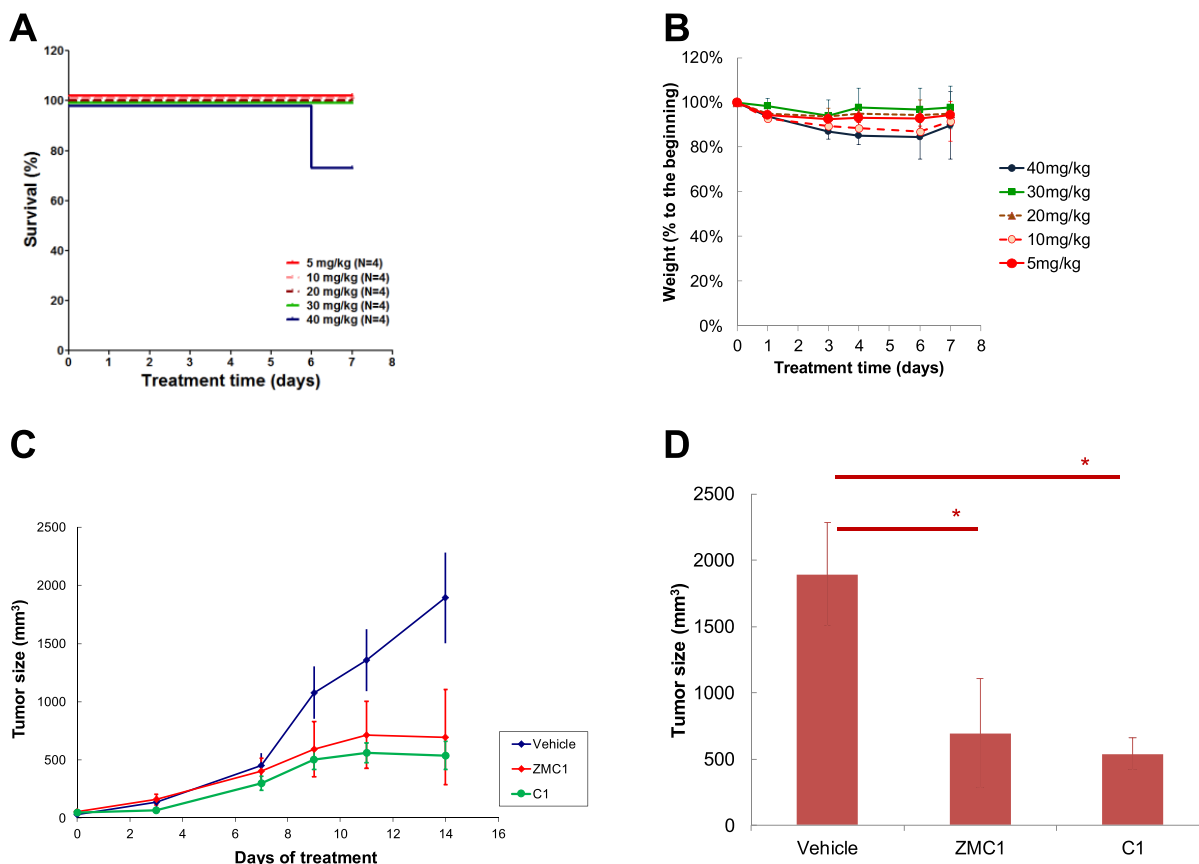 A
120
100
80
60
40
20
0
0 1 2 3 4 5 6 7 8
Survival (%)
Treatment time (days)
5 mg/kg (N=4)
10 mg/kg (N=4)
20 mg/kg (N=4)
30 mg/kg (N=4)
40 mg/kg (N=4)
B
120%
100%
80%
60%
40%
20%
0%
0 1 2 3 4 5 6 7 8
Weight (% to the beginning)
Treatment time (days)
40mg/kg
30mg/kg
20mg/kg
10mg/kg
5mg/kg
C
2500
2000
1500
1000
500
0
0 2 4 6 8 10 12 14 16
Tumor size (mm³)
Days of treatment
Vehicle
ZMC1
C1
D
*
*
2500
2000
1500
1000
500
0
Tumor size (mm³)
Vehicle ZMC1 C1